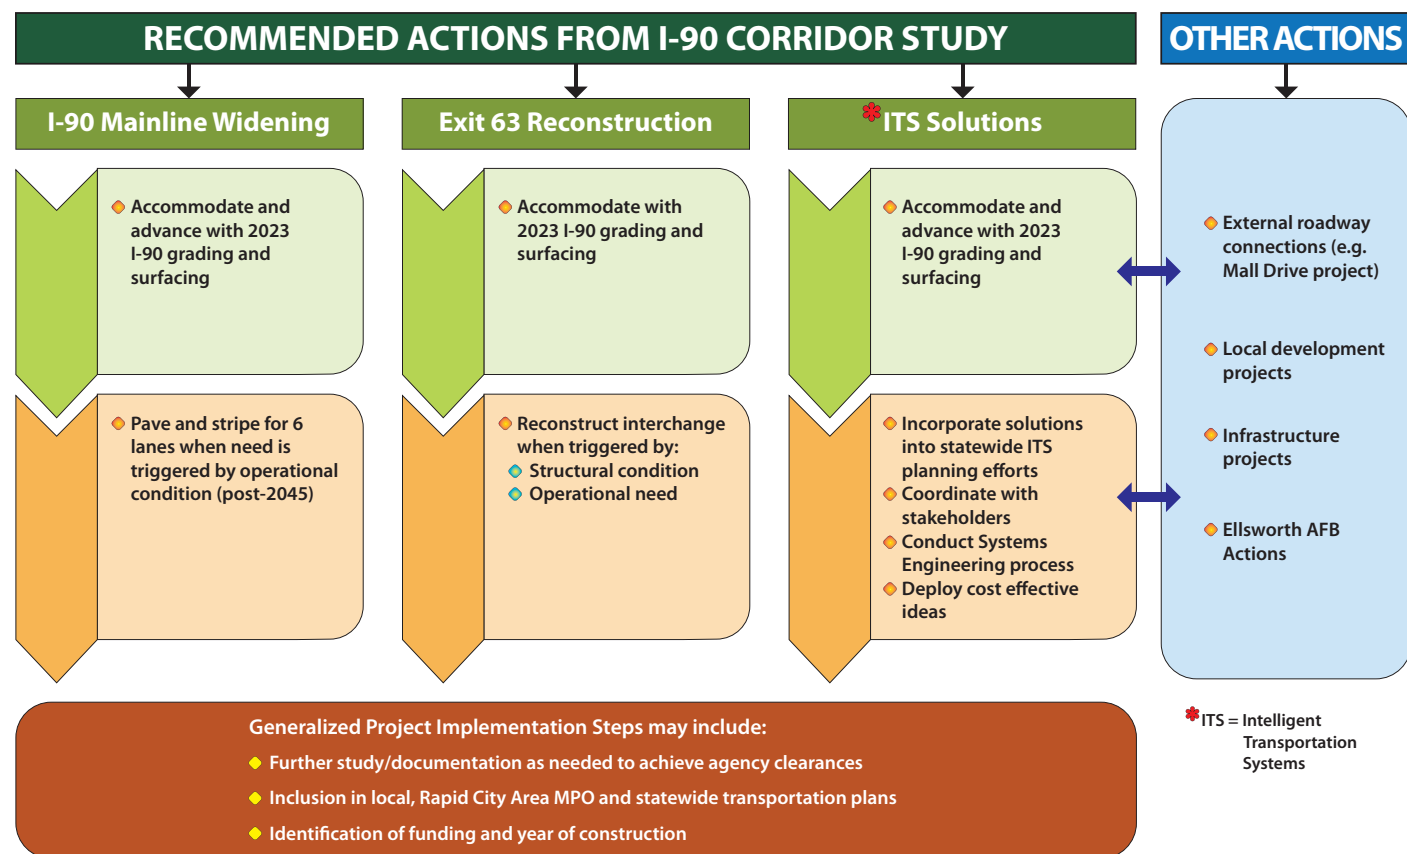 RECOMMENDED ACTIONS FROM I-90 CORRIDOR STUDY
OTHER ACTIONS
I-90 Mainline Widening
Accommodate and
advance with 2023
I-90 grading and
surfacing
Pave and stripe for 6
lanes when need is
triggered by operational
condition (post-2045)
Exit 63 Reconstruction
Accommodate with
2023 I-90 grading and
surfacing
Reconstruct interchange
when triggered by:
Structural condition
Operational need
*ITS Solutions
Accommodate and
advance with 2023
I-90 grading and
surfacing
Incorporate solutions
into statewide ITS
planning efforts
Coordinate with
stakeholders
Conduct Systems
Engineering process
Deploy cost effective
ideas
External roadway
connections (e.g.
Mall Drive project)
Local development
projects
Infrastructure
projects
Ellsworth AFB
Actions
Generalized Project Implementation Steps may include:
Further study/documentation as needed to achieve agency clearances
Inclusion in local, Rapid City Area MPO and statewide transportation plans
Identification of funding and year of construction
*ITS = Intelligent
Transportation
Systems